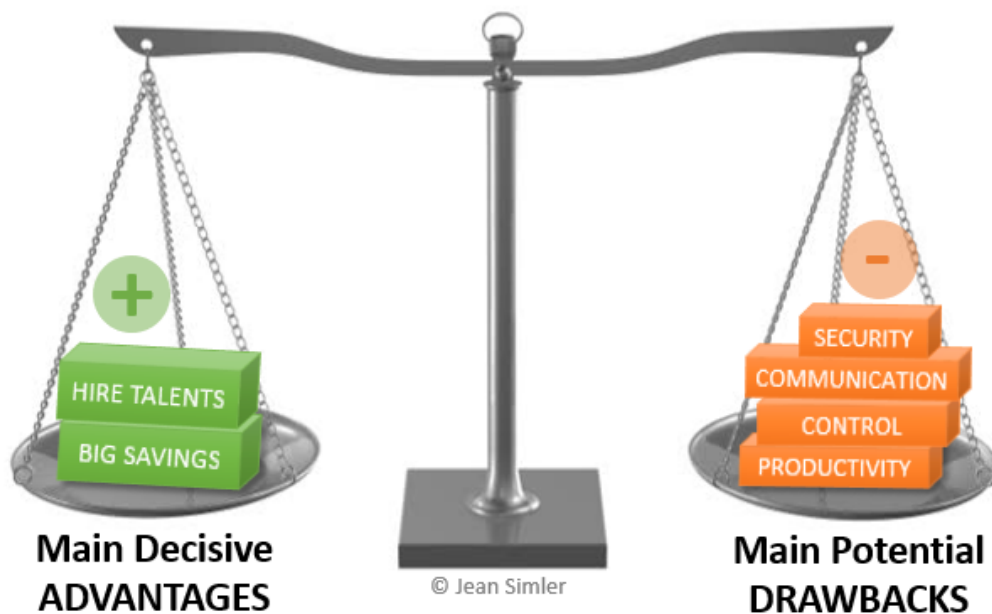 +
HIRE TALENTS
BIG SAVINGS
Main Decisive
ADVANTAGES
© Jean Simler
-
SECURITY
COMMUNICATION
CONTROL
PRODUCTIVITY
Main Potential
DRAWBACKS